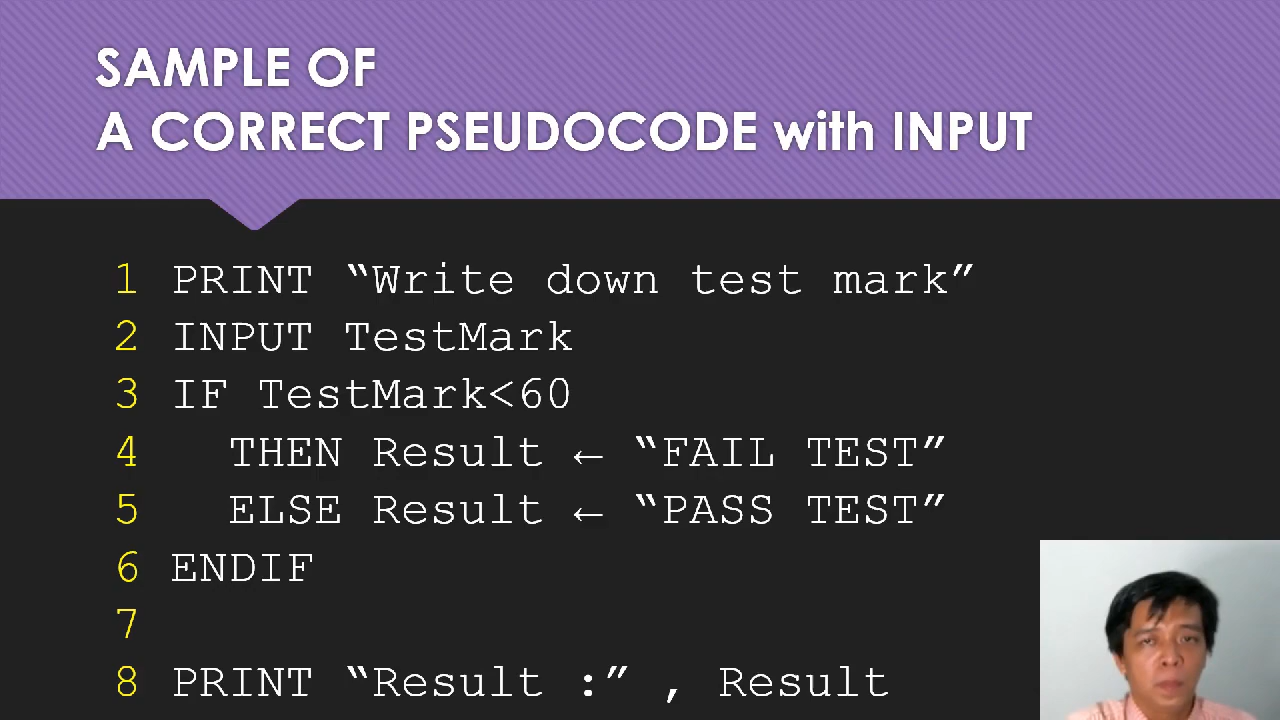 SAMPLE OF
A CORRECT PSEUDOCODE with INPUT
1 PRINT “Write down test mark”
2 INPUT TestMark
3 IF TestMark<60
4   THEN Result ← “FAIL TEST”
5   ELSE Result ← “PASS TEST”
6 ENDIF
7
8 PRINT “Result :” , Result